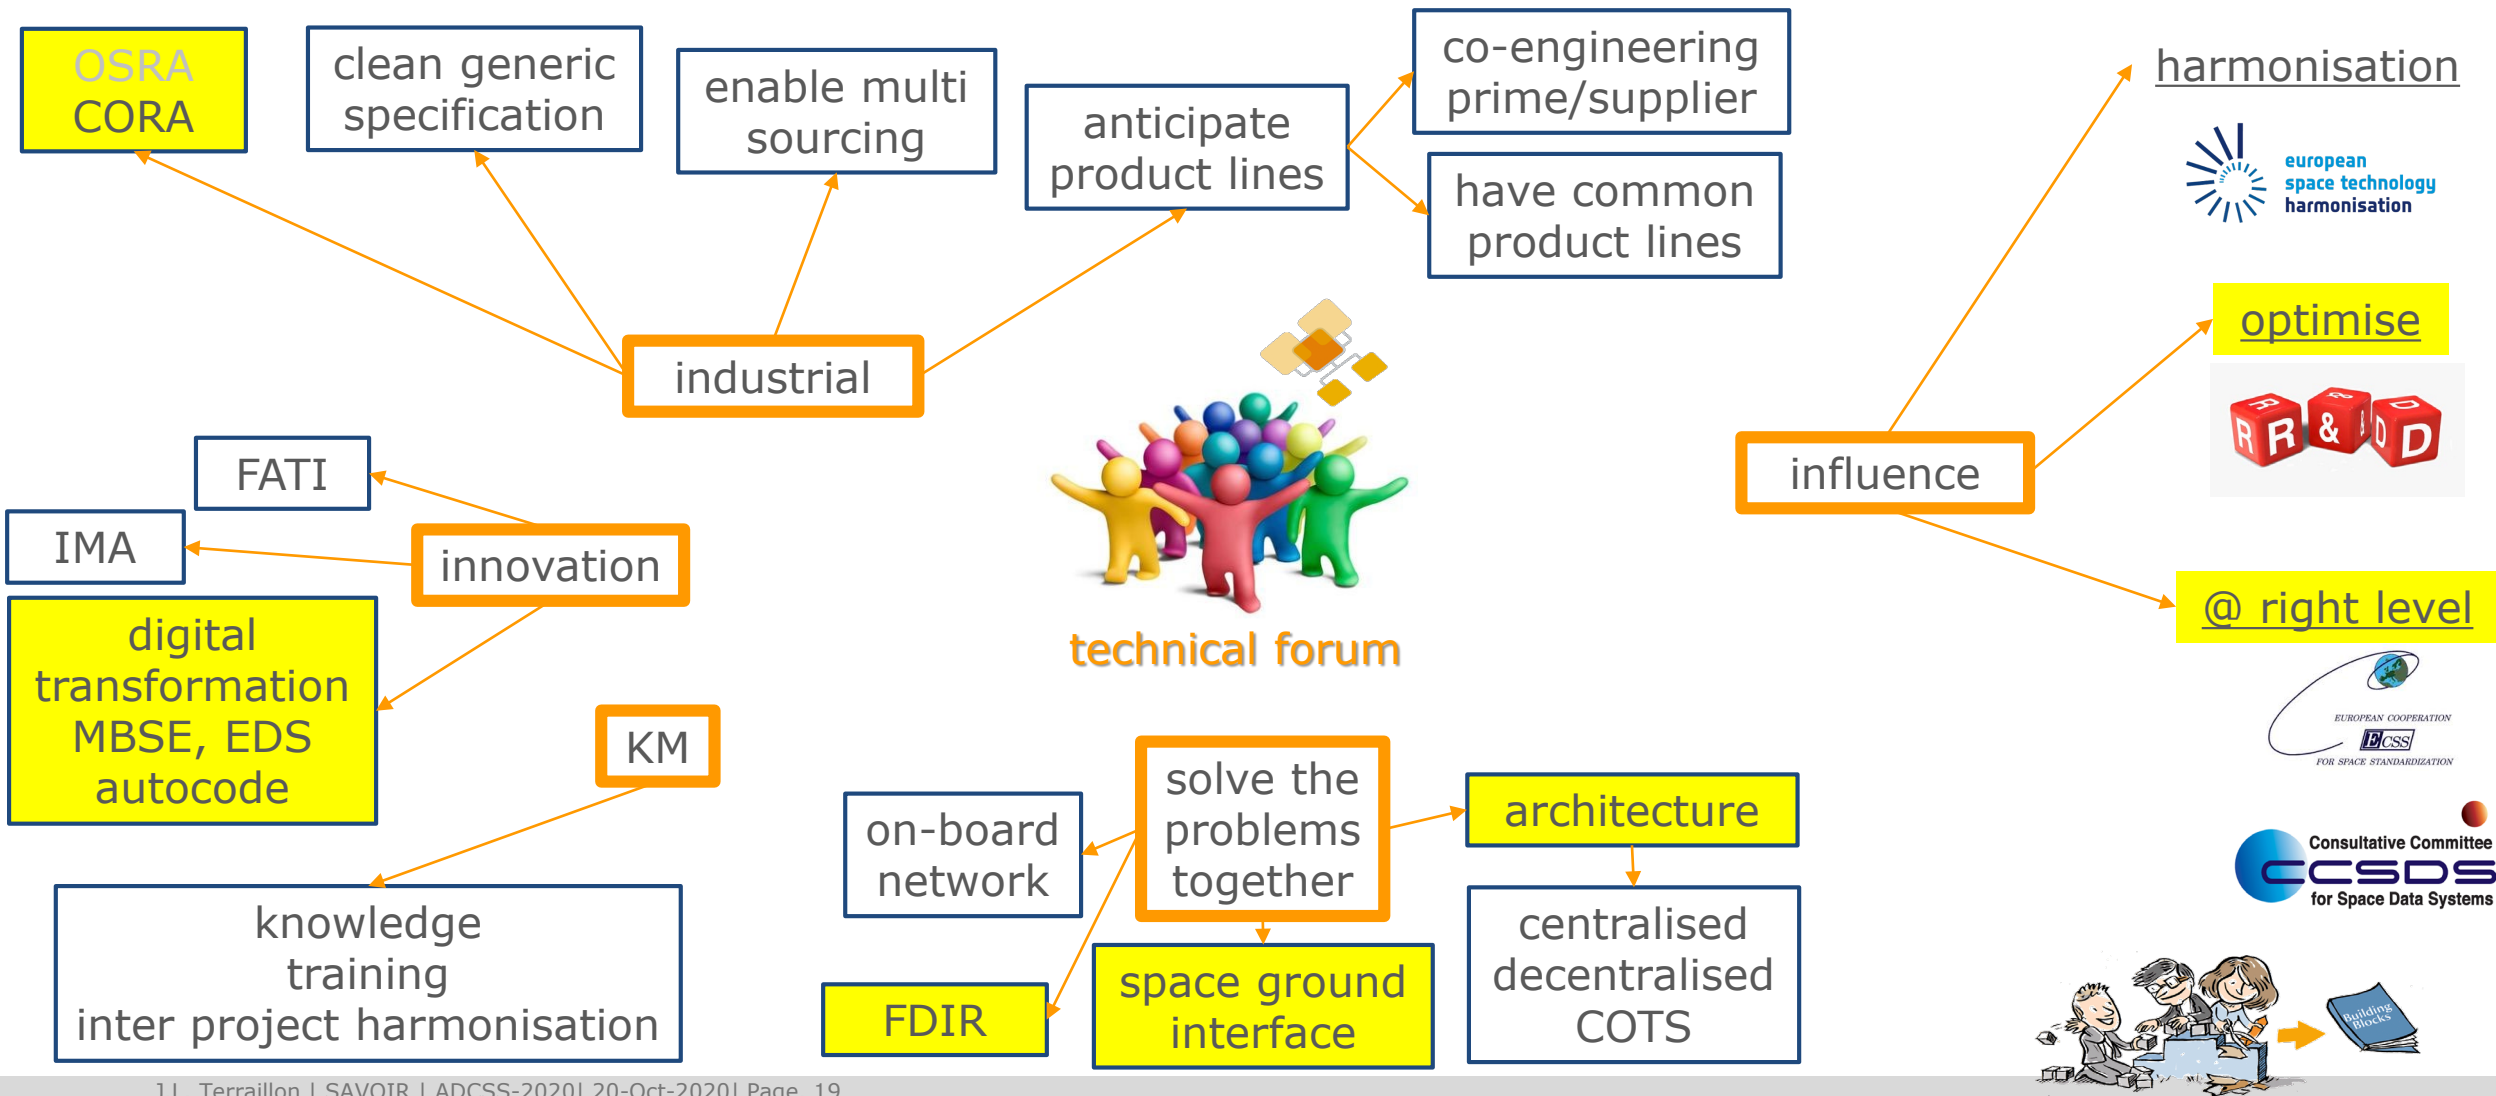 OSRA
CORA
clean generic
specification
enable multi
sourcing
anticipate
product lines
co-engineering
prime/supplier
have common
product lines
harmonisation
european
space technology
harmonisation
industrial
optimise
R R & D D
FATI
influence
IMA
innovation
@ right level
digital
transformation
MBSE, EDS
autocode
technical forum
EUROPEAN COOPERATION
ECSS
FOR SPACE STANDARDIZATION
KM
solve the
problems
together
on-board
network
architecture
Consultative Committee
CCSDS
for Space Data Systems
knowledge
training
inter project harmonisation
centralised
decentralised
COTS
FDIR
space ground
interface
Building
Blocks
Terraillon | SAVOIR | ADCSS-2020| 20-Oct-2020| Page 19